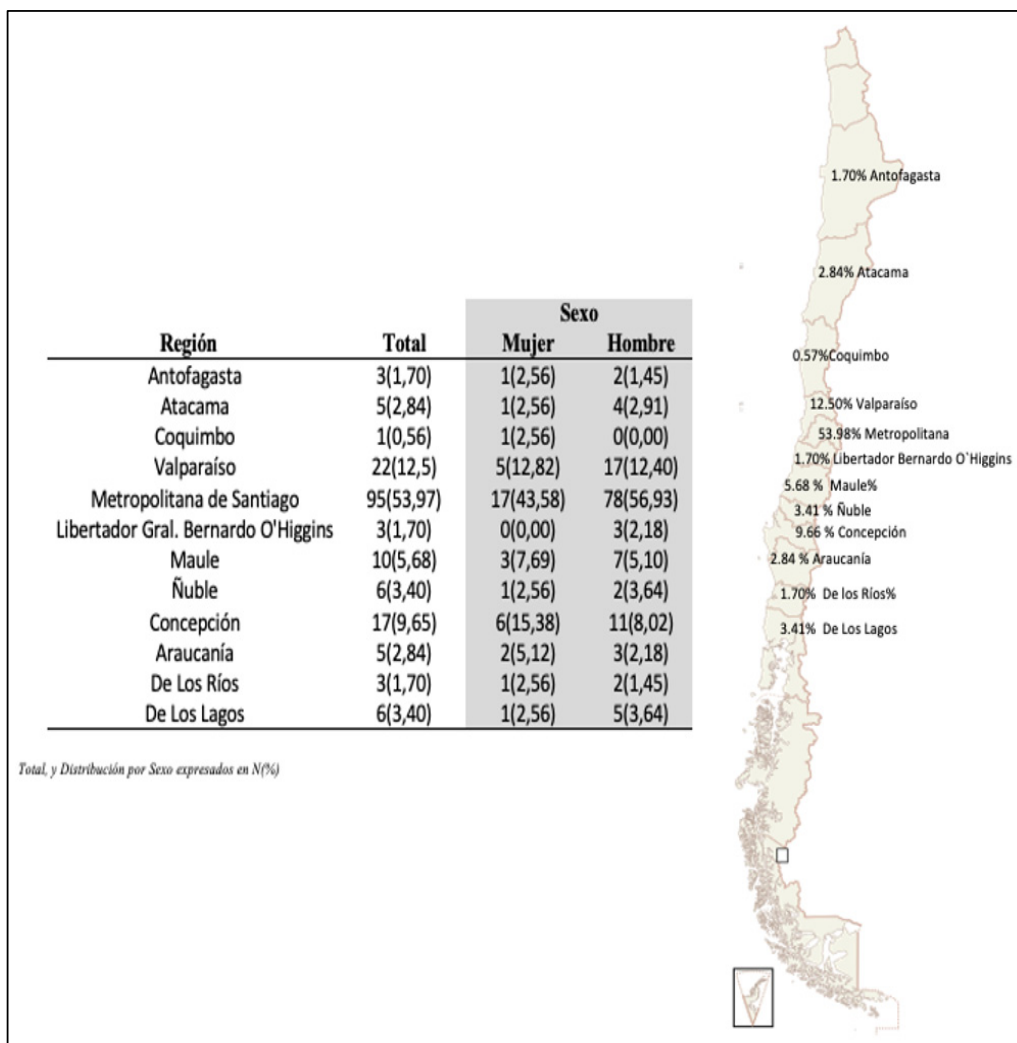 Sexo
Región Total Mujer Hombre
Antofagasta 3(1,70) 1(2,56) 2(1,45)
Atacama 5(2,84) 1(2,56) 4(2,91)
Coquimbo 1(0,56) 1(2,56) 0(0,00)
Valparaíso 22(12,5) 5(12,82) 17(12,40)
Metropolitana de Santiago 95(53,97) 17(43,58) 78(56,93)
Libertador Gral. Bernardo O'Higgins 3(1,70) 0(0,00) 3(2,18)
Maule 10(5,68) 3(7,69) 7(5,10)
Ñuble 6(3,40) 1(2,56) 2(3,64)
Concepción 17(9,65) 6(15,38) 11(8,02)
Araucanía 5(2,84) 2(5,12) 3(2,18)
De Los Ríos 3(1,70) 1(2,56) 2(1,45)
De Los Lagos 6(3,40) 1(2,56) 5(3,64)
Total, y Distribución por Sexo expresados en N(%)
1.70% Antofagasta
2.84% Atacama
0.57%Coquimbo
12.50% Valparaíso
53.98% Metropolitana
1.70% Libertador Bernardo O`Higgins
5.68 % Maule%
3.41 % Ñuble
9.66 % Concepción
2.84 % Araucanía
1.70% De los Ríos%
3.41% De Los Lagos